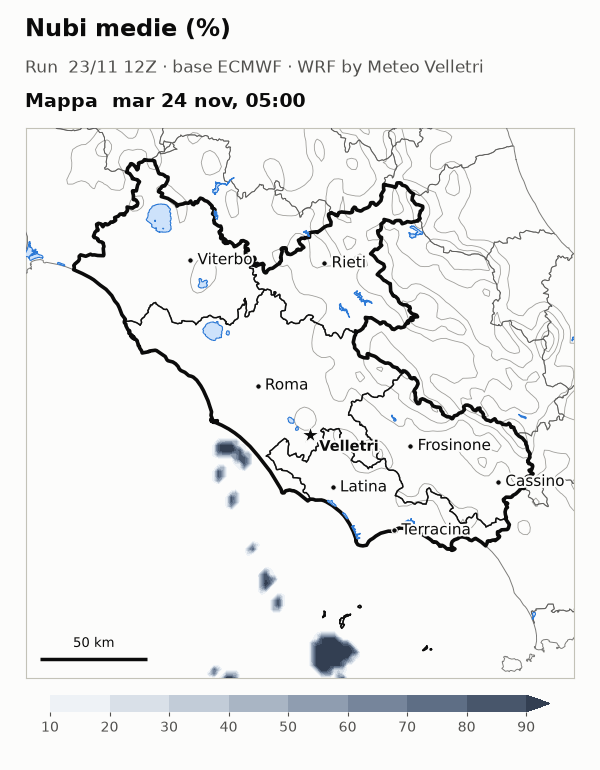 Nubi medie (%)
Run 23/11 12Z · base ECMWF · WRF by Meteo Velletri
Mappa mar 24 nov, 05:00
Viterbo
Rieti
Roma
Velletri
Frosinone
Cassino
Latina
Terracina
50 km
10 20 30 40 50 60 70 80 90